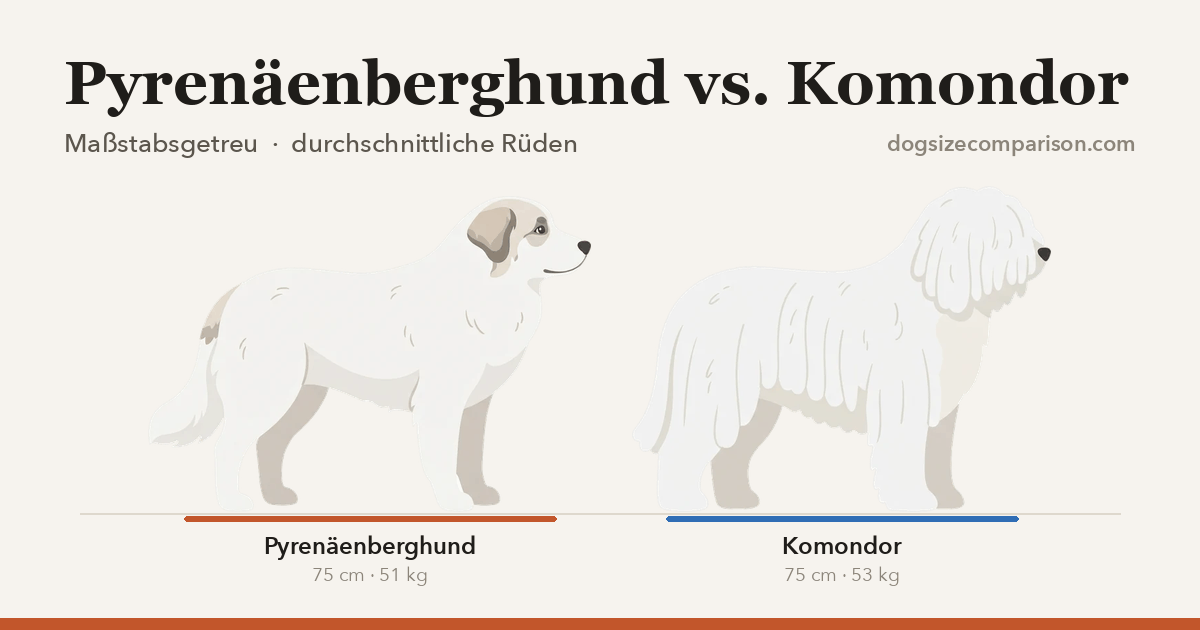 Pyrenäenberghund vs. Komondor
Maßstabsgetreu · durchschnittliche Rüden
dogsizecomparison.com
Pyrenäenberghund
75 cm · 51 kg
Komondor
75 cm · 53 kg